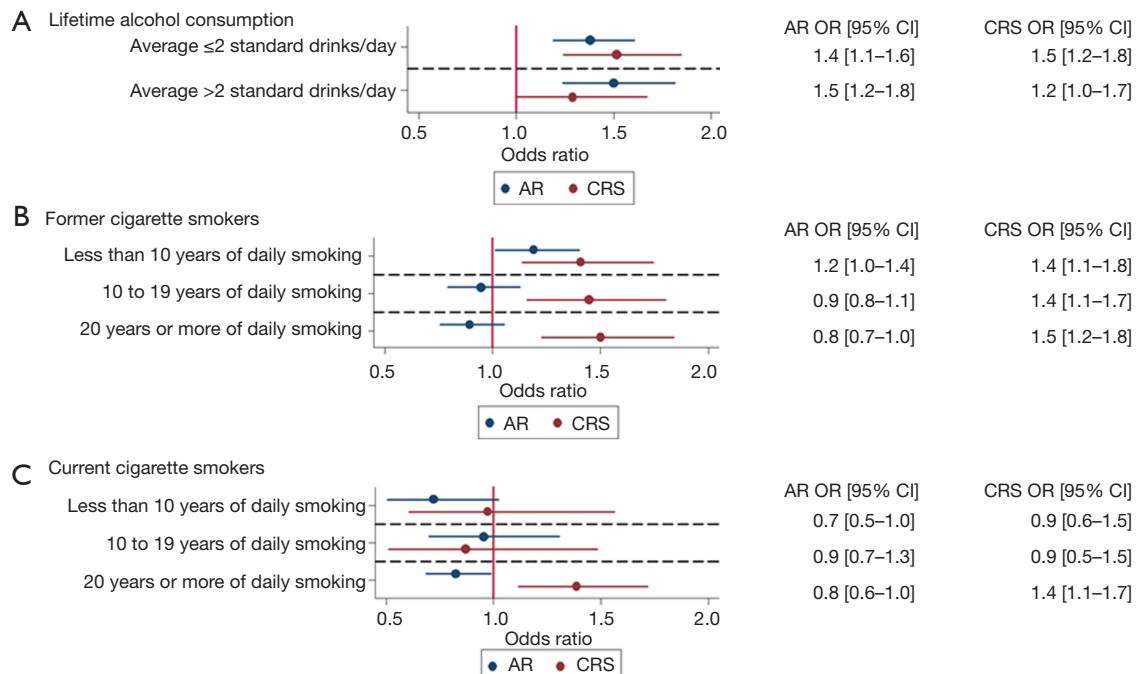 A Lifetime alcohol consumption
AR OR [95% CI] CRS OR [95% CI]
Average ≤2 standard drinks/day 1.4 [1.1–1.6] 1.5 [1.2–1.8]
Average >2 standard drinks/day 1.5 [1.2–1.8] 1.2 [1.0–1.7]
0.5 1.0 1.5 2.0
Odds ratio
AR CRS
B Former cigarette smokers
AR OR [95% CI] CRS OR [95% CI]
Less than 10 years of daily smoking 1.2 [1.0–1.4] 1.4 [1.1–1.8]
10 to 19 years of daily smoking 0.9 [0.8–1.1] 1.4 [1.1–1.7]
20 years or more of daily smoking 0.8 [0.7–1.0] 1.5 [1.2–1.8]
0.5 1.0 1.5 2.0
Odds ratio
AR CRS
C Current cigarette smokers
AR OR [95% CI] CRS OR [95% CI]
Less than 10 years of daily smoking 0.7 [0.5–1.0] 0.9 [0.6–1.5]
10 to 19 years of daily smoking 0.9 [0.7–1.3] 0.9 [0.5–1.5]
20 years or more of daily smoking 0.8 [0.6–1.0] 1.4 [1.1–1.7]
0.5 1.0 1.5 2.0
Odds ratio
AR CRS